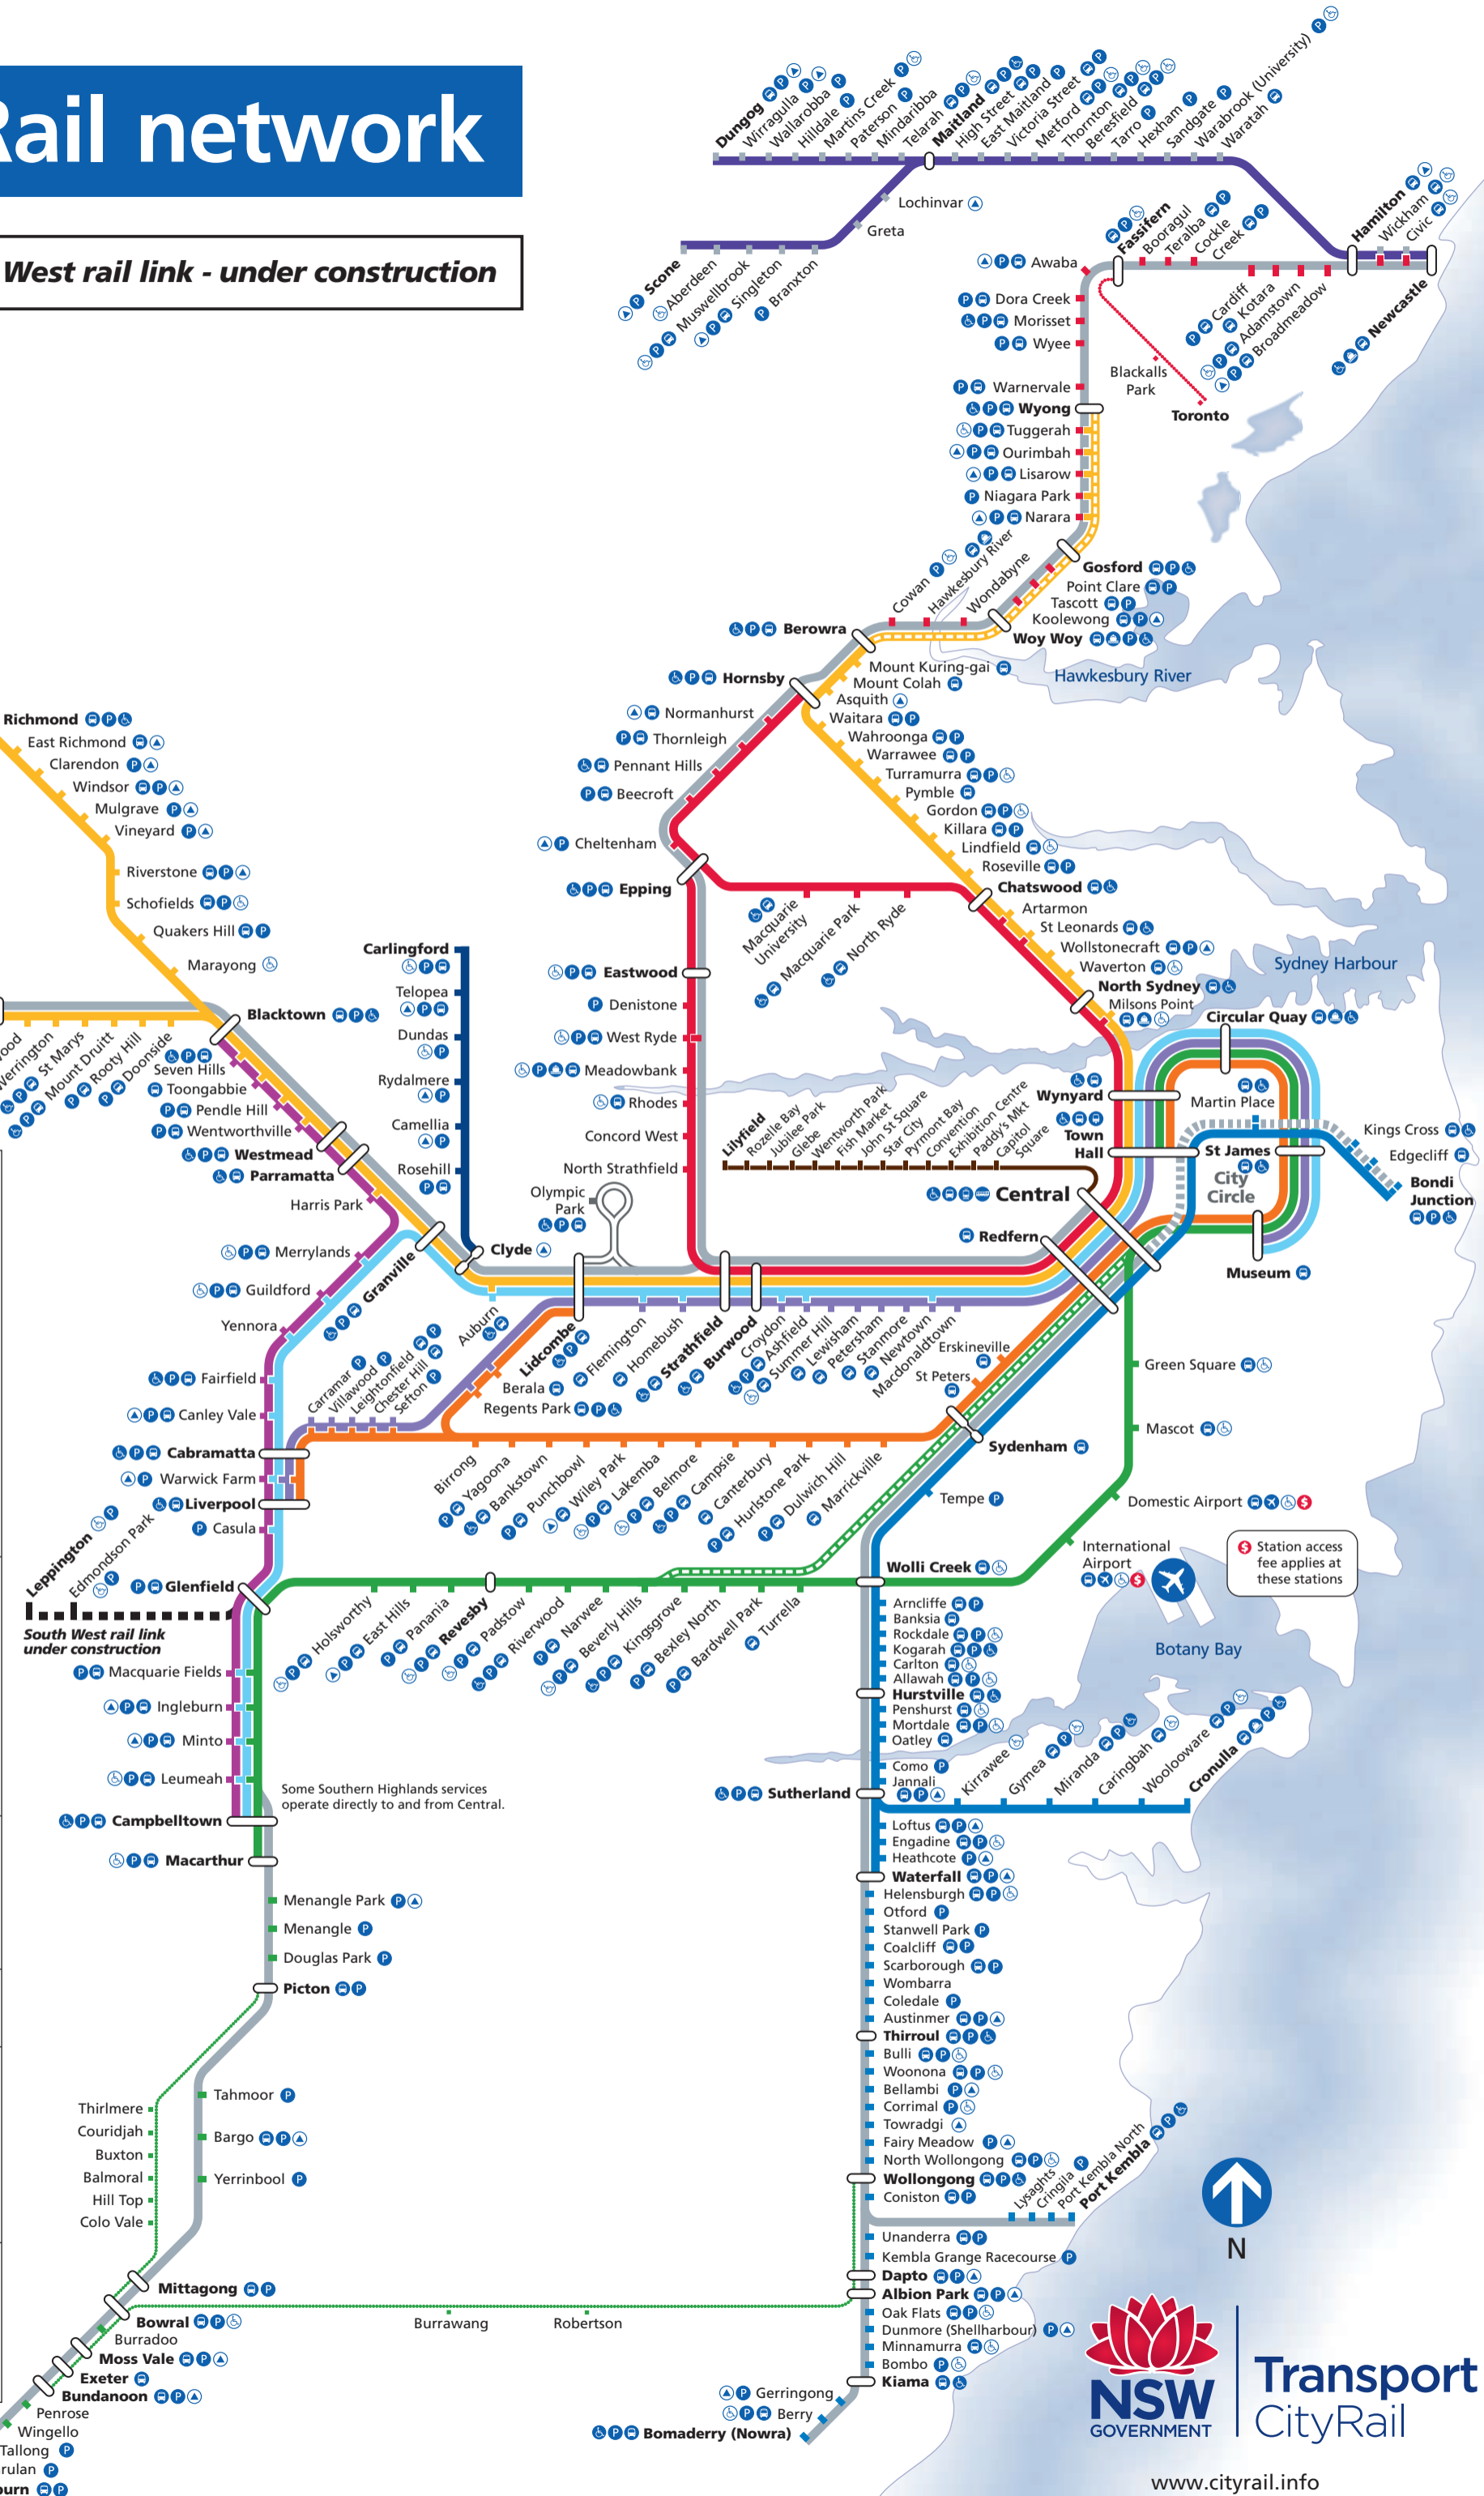 Rail network
West rail link - under construction
Dungog
Wirragulla
Wallarobba
Hilldale
Martins Creek
Paterson
Mindaribba
Telarah
Maitland
High Street
East Maitland
Victoria Street
Metford
Thornton
Beresfield
Tarro
Hexham
Sandgate
Warabrook (University)
Waratah
Lochinvar
Greta
Scone
Aberdeen
Muswellbrook
Singleton
Branxton
Hamilton
Wickham
Civic
Newcastle
Fassifern
Booragul
Teralba
Cockle
Creek
Cardiff
Kotara
Adamstown
Broadmeadow
Awaba
Dora Creek
Morisset
Wyee
Blackalls
Park
Toronto
Warnervale
Wyong
Tuggerah
Ourimbah
Lisarow
Niagara Park
Narara
Gosford
Point Clare
Tascott
Koolewong
Woy Woy
Cowan
Hawkesbury River
Wondabyne
Hawkesbury River
Berowra
Mount Kuring-gai
Mount Colah
Asquith
Hornsby
Waitara
Wahroonga
Warrawee
Turramurra
Pymble
Gordon
Killara
Lindfield
Roseville
Chatswood
Artarmon
St Leonards
Wollstonecraft
Waverton
North Sydney
Milsons Point
Sydney Harbour
Normanhurst
Thornleigh
Pennant Hills
Beecroft
Cheltenham
Epping
Macquarie
University
Macquarie Park
North Ryde
Eastwood
Denistone
West Ryde
Meadowbank
Rhodes
Concord West
North Strathfield
Richmond
East Richmond
Clarendon
Windsor
Mulgrave
Vineyard
Riverstone
Schofields
Quakers Hill
Marayong
Blacktown
wood
Werrington
St Marys
Mount Druitt
Rooty Hill
Doonside
Seven Hills
Toongabbie
Pendle Hill
Wentworthville
Westmead
Parramatta
Harris Park
Merrylands
Guildford
Yennora
Fairfield
Canley Vale
Cabramatta
Warwick Farm
Liverpool
Casula
Glenfield
Granville
Carlingford
Telopea
Dundas
Rydalmere
Camellia
Rosehill
Clyde
Auburn
Olympic
Park
Lidcombe
Flemington
Homebush
Strathfield
Burwood
Croydon
Ashfield
Summer Hill
Lewisham
Petersham
Stanmore
Newtown
Macdonaldtown
Lilyfield
Rozelle Bay
Jubilee Park
Glebe
Wentworth Park
Fish Market
John St Square
Star City
Pyrmont Bay
Convention
Exhibition Centre
Paddy's Mkt
Capitol
Square
Central
Redfern
Circular Quay
Wynyard
Town
Hall
Martin Place
St James
City
Circle
Museum
Kings Cross
Edgecliff
Bondi
Junction
Erskineville
St Peters
Sydenham
Tempe
Wolli Creek
Green Square
Mascot
Domestic Airport
International
Airport
$ Station access
fee applies at
these stations
Botany Bay
Carramar
Villawood
Leightonfield
Chester Hill
Sefton
Berala
Regents Park
Birrong
Yagoona
Bankstown
Punchbowl
Wiley Park
Lakemba
Belmore
Campsie
Canterbury
Hurlstone Park
Dulwich Hill
Marrickville
Leppington
Edmondson Park
South West rail link
under construction
Holsworthy
East Hills
Panania
Revesby
Padstow
Riverwood
Narwee
Beverly Hills
Kingsgrove
Bexley North
Bardwell Park
Turrella
Macquarie Fields
Ingleburn
Minto
Leumeah
Campbelltown
Macarthur
Some Southern Highlands services
operate directly to and from Central.
Menangle Park
Menangle
Douglas Park
Picton
Tahmoor
Bargo
Yerrinbool
Thirlmere
Couridjah
Buxton
Balmoral
Hill Top
Colo Vale
Mittagong
Bowral
Burradoo
Moss Vale
Exeter
Bundanoon
Penrose
Wingello
Tallong
rulan
burn
Burrawang
Robertson
Arncliffe
Banksia
Rockdale
Kogarah
Carlton
Allawah
Hurstville
Penshurst
Mortdale
Oatley
Como
Jannali
Sutherland
Kirrawee
Gymea
Miranda
Caringbah
Woolooware
Cronulla
Loftus
Engadine
Heathcote
Waterfall
Helensburgh
Otford
Stanwell Park
Coalcliff
Scarborough
Wombarra
Coledale
Austinmer
Thirroul
Bulli
Woonona
Bellambi
Corrimal
Towradgi
Fairy Meadow
North Wollongong
Wollongong
Coniston
Lysaghts
Cringila
Port Kembla North
Port Kembla
Unanderra
Kembla Grange Racecourse
Dapto
Albion Park
Oak Flats
Dunmore (Shellharbour)
Minnamurra
Bombo
Kiama
Gerringong
Berry
Bomaderry (Nowra)
N
NSW
GOVERNMENT
Transport
CityRail
www.cityrail.info